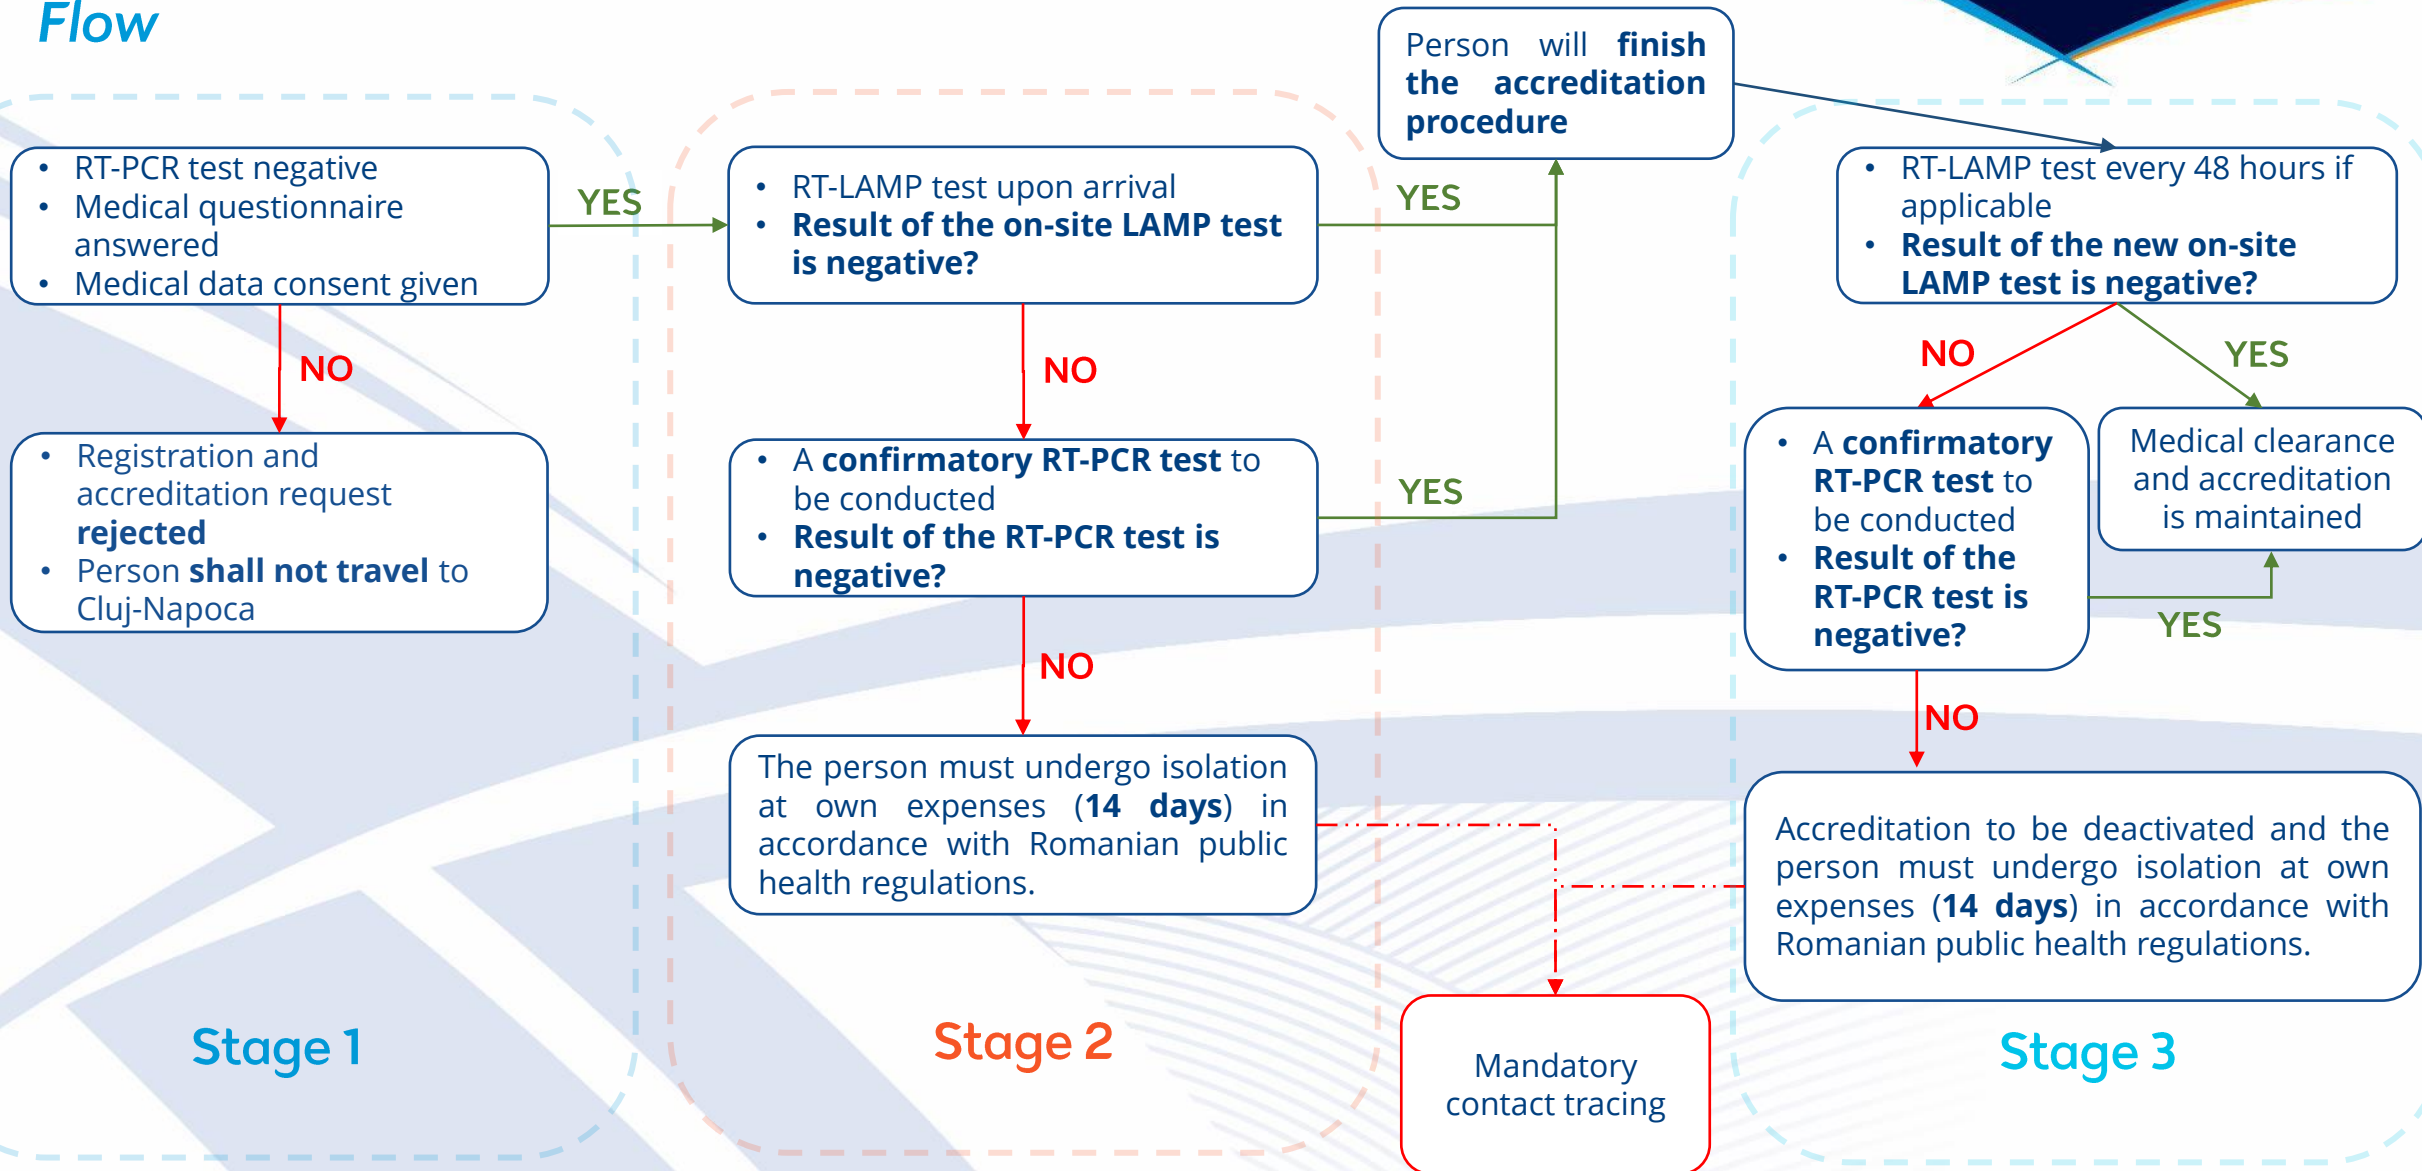 Flow
• RT-PCR test negative
• Medical questionnaire
answered
• Medical data consent given
YES
NO
• Registration and
accreditation request
rejected
• Person shall not travel to
Cluj-Napoca
Stage 1
• RT-LAMP test upon arrival
• Result of the on-site LAMP test
is negative?
YES
NO
• A confirmatory RT-PCR test to
be conducted
• Result of the RT-PCR test is
negative?
YES
NO
The person must undergo isolation
at own expenses (14 days) in
accordance with Romanian public
health regulations.
Stage 2
Person will finish
the accreditation
procedure
Mandatory
contact tracing
• RT-LAMP test every 48 hours if
applicable
• Result of the new on-site
LAMP test is negative?
NO
YES
• A confirmatory
RT-PCR test to
be conducted
• Result of the
RT-PCR test is
negative?
Medical clearance
and accreditation
is maintained
YES
NO
Accreditation to be deactivated and the
person must undergo isolation at own
expenses (14 days) in accordance with
Romanian public health regulations.
Stage 3